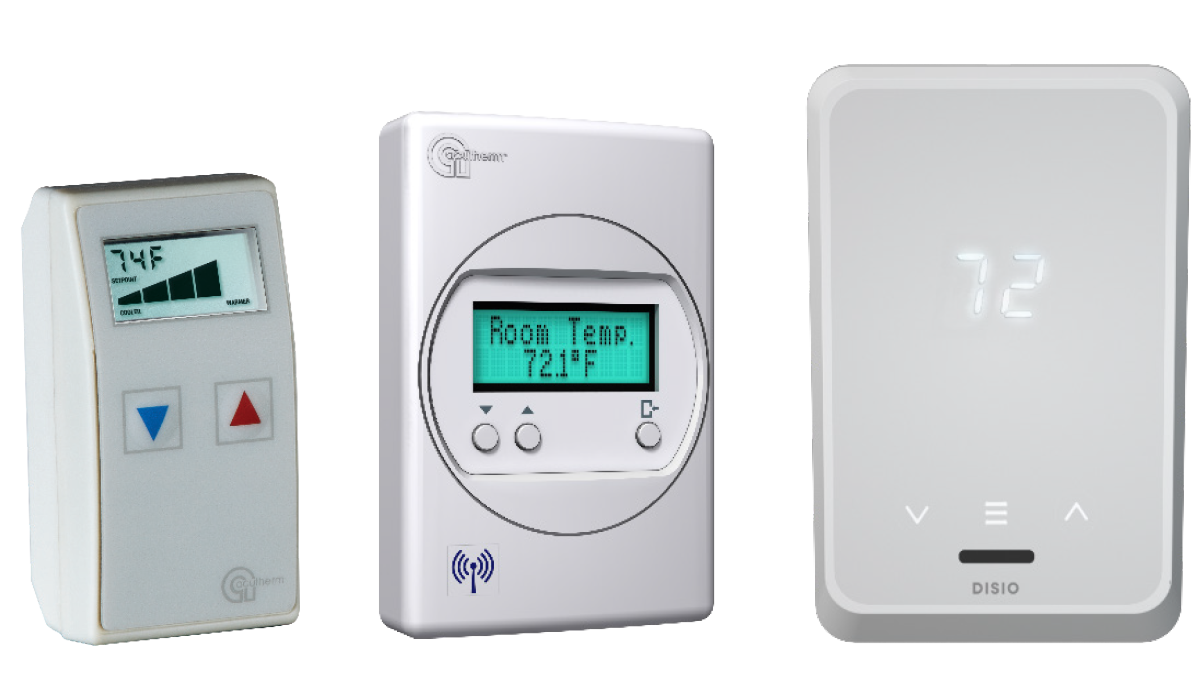 74F
SETPOINT
COOLER
WARMER
Room Temp.
72.1°F
72
DISIO